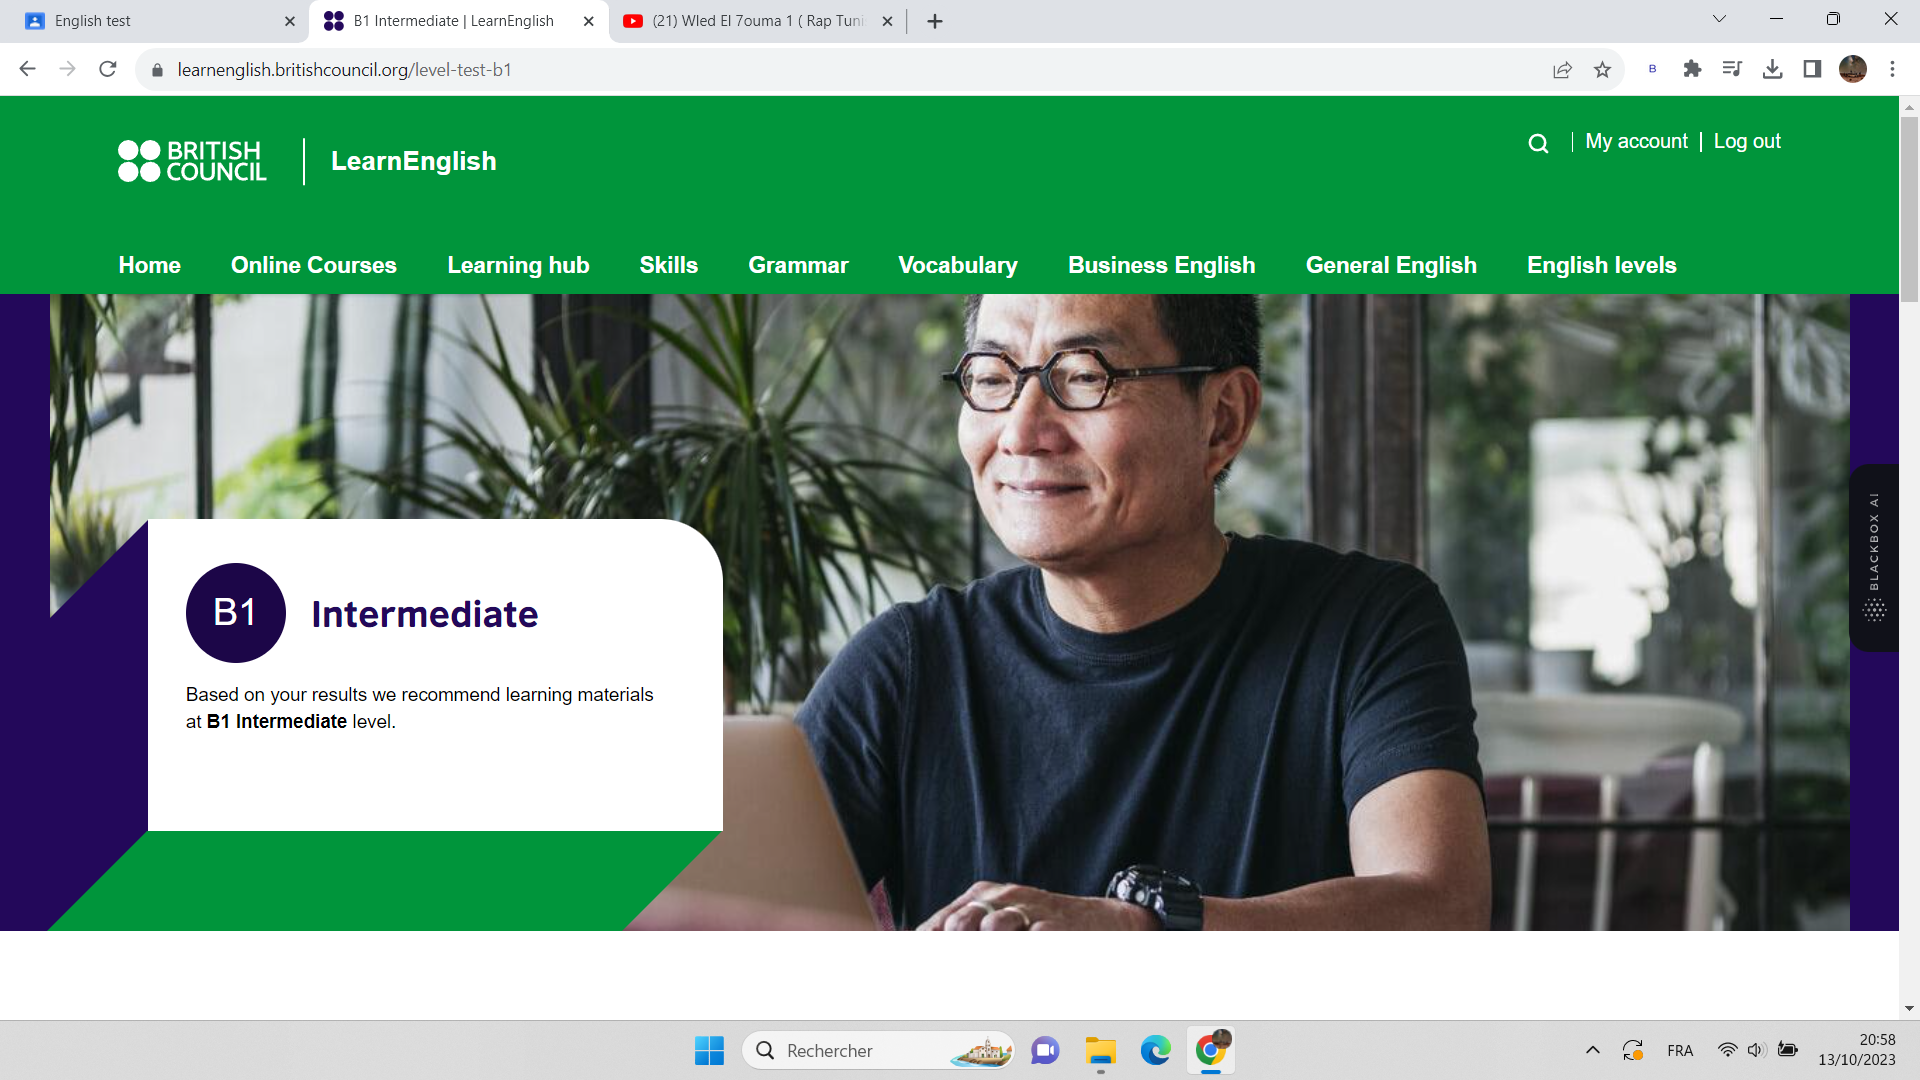 English test
B1 Intermediate | LearnEnglish
(21) Wled El 7ouma 1 ( Rap Tuni
learnenglish.britishcouncil.org/level-test-b1
B
BRITISH
COUNCIL
LearnEnglish
My account
Log out
Home
Online Courses
Learning hub
Skills
Grammar
Vocabulary
Business English
General English
English levels
BLACKBOX AI
B1
Intermediate
Based on your results we recommend learning materials
at B1 Intermediate level.
Rechercher
FRA
20:58
13/10/2023